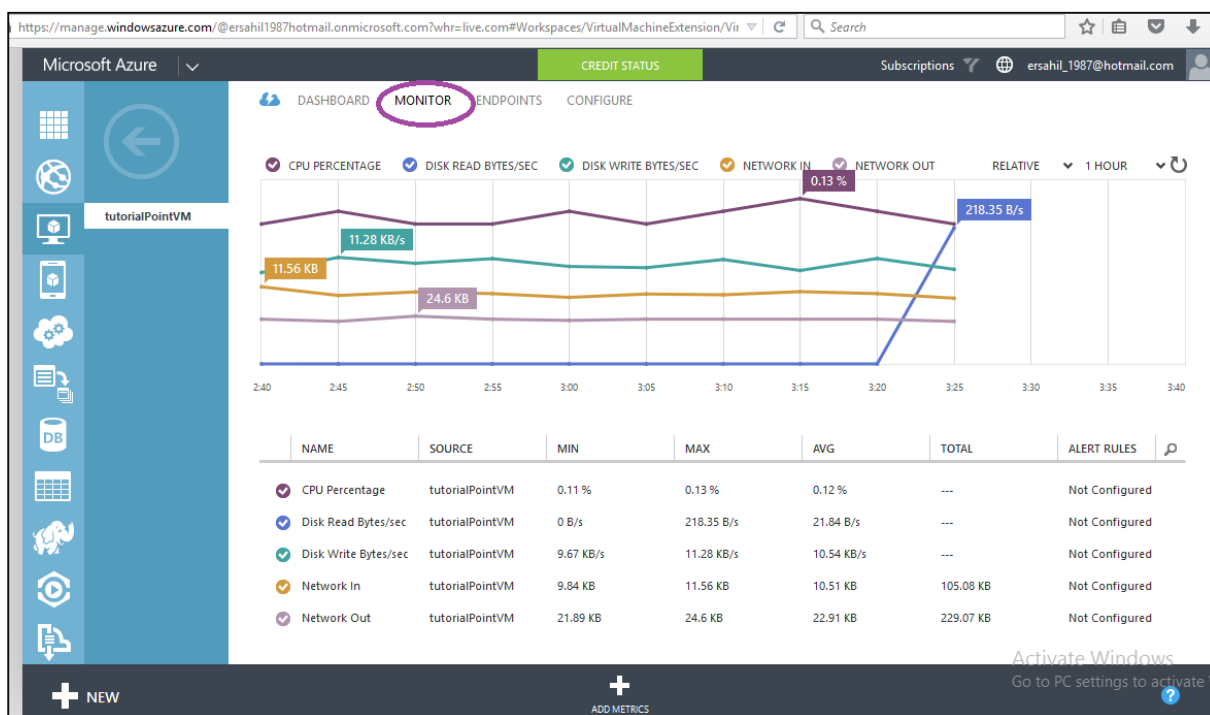 https://manage.windowsazure.com/@ersahil1987hotmail.onmicrosoft.com?whr=live.com#Workspaces/VirtualMachineExtension/Vir
Search
Microsoft Azure
CREDIT STATUS
Subscriptions
ersahil_1987@hotmail.com
DASHBOARD MONITOR ENDPOINTS CONFIGURE
tutorialPointVM
CPU PERCENTAGE DISK READ BYTES/SEC DISK WRITE BYTES/SEC NETWORK IN NETWORK OUT RELATIVE 1 HOUR
0.13 %
218.35 B/s
11.28 KB/s
11.56 KB
24.6 KB
2:40 2:45 2:50 2:55 3:00 3:05 3:10 3:15 3:20 3:25 3:30 3:35 3:40
NAME SOURCE MIN MAX AVG TOTAL ALERT RULES
CPU Percentage tutorialPointVM 0.11 % 0.13 % 0.12 % --- Not Configured
Disk Read Bytes/sec tutorialPointVM 0 B/s 218.35 B/s 21.84 B/s --- Not Configured
Disk Write Bytes/sec tutorialPointVM 9.67 KB/s 11.28 KB/s 10.54 KB/s --- Not Configured
Network In tutorialPointVM 9.84 KB 11.56 KB 10.51 KB 105.08 KB Not Configured
Network Out tutorialPointVM 21.89 KB 24.6 KB 22.91 KB 229.07 KB Not Configured
DB
Activate Windows
Go to PC settings to activate
NEW
ADD METRICS
?